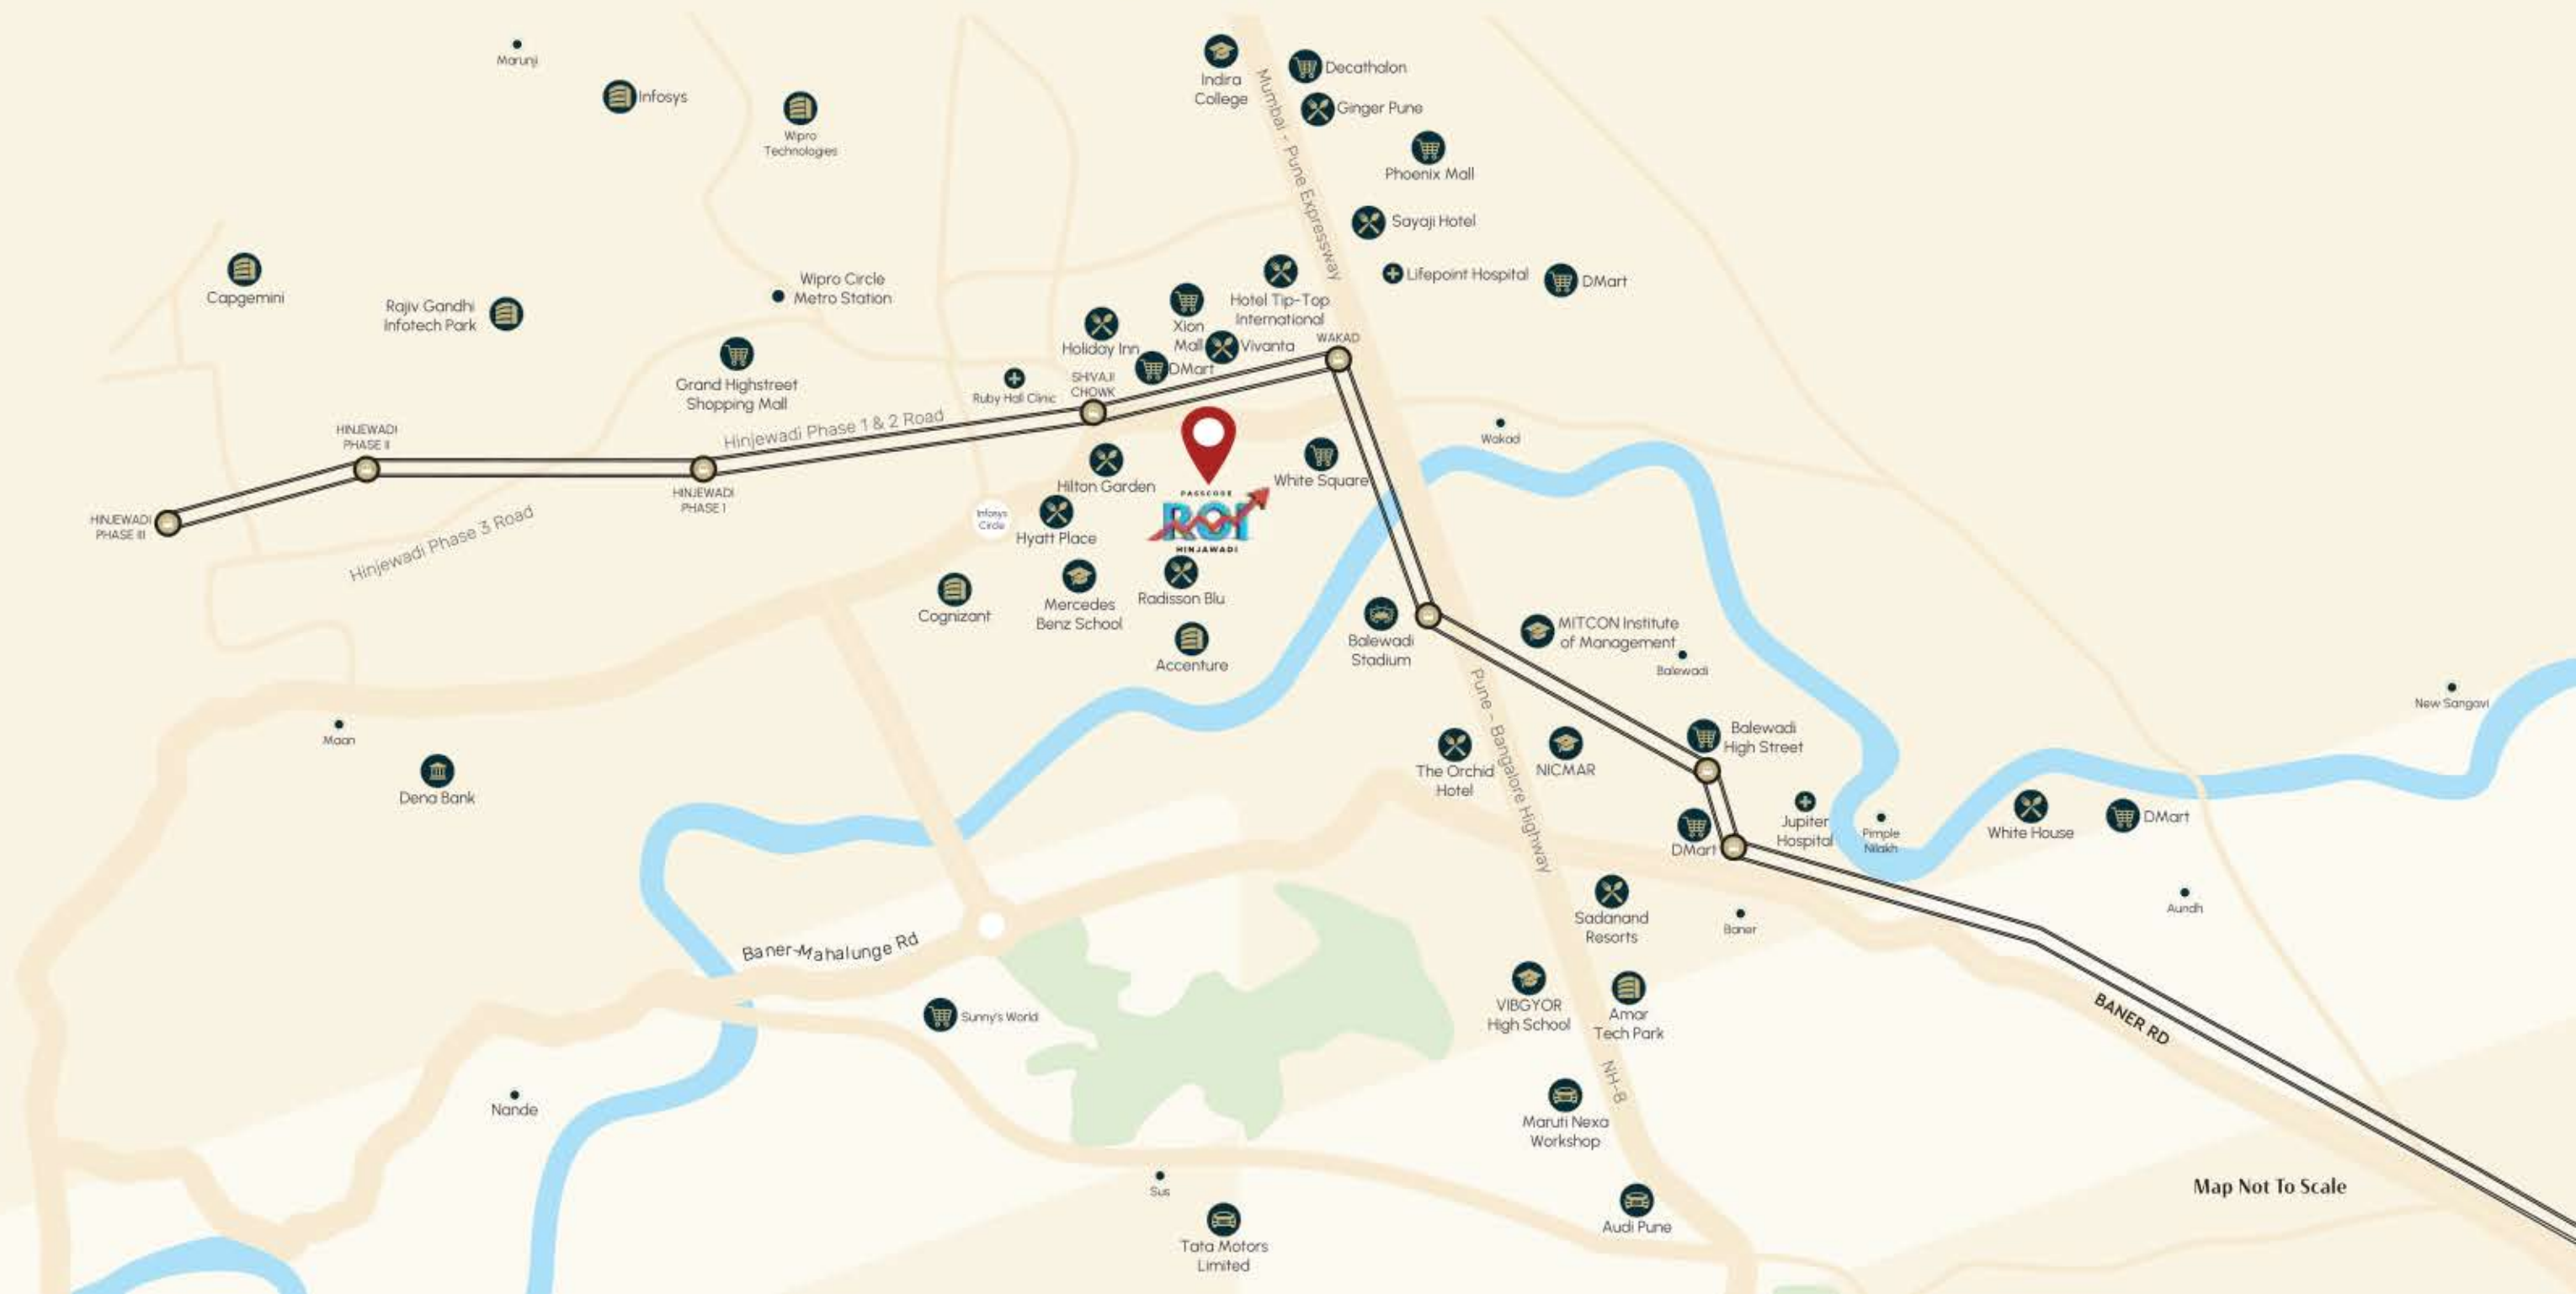 Marunji
Infosys
Wipro
Technologies
Indira
College
Mumbai - Pune Expressway
Decathalon
Ginger Pune
Phoenix Mall
Sayaji Hotel
Lifepoint Hospital
DMart
Capgemini
Rajiv Gandhi
Infotech Park
Wipro Circle
Metro Station
Grand Highstreet
Shopping Mall
Holiday Inn
Xion
Mall
Hotel Tip-Top
International
Vivanta
DMart
WAKAD
Ruby Hall Clinic
SHIVAJI
CHOWK
Hinjewadi Phase 1 & 2 Road
HINJEWADI
PHASE II
HINJEWADI
PHASE I
HINJEWADI
PHASE III
Hinjewadi Phase 3 Road
Wakad
Hilton Garden
White Square
PASSCODE
ROI
HINJAWADI
Infosys
Circle
Hyatt Place
Cognizant
Mercedes
Benz School
Radisson Blu
Accenture
Balewadi
Stadium
MITCON Institute
of Management
Balewadi
Pune - Bangalore Highway
New Sangavi
Maan
Dena Bank
The Orchid
Hotel
NICMAR
Balewadi
High Street
DMart
Jupiter
Hospital
Pimple
Nilakh
White House
DMart
Sadanand
Resorts
Baner
Aundh
Baner-Mahalunge Rd
Sunny's World
VIBGYOR
High School
Amar
Tech Park
BANER RD
NH-8
Nande
Maruti Nexa
Workshop
Sus
Tata Motors
Limited
Audi Pune
Map Not To Scale